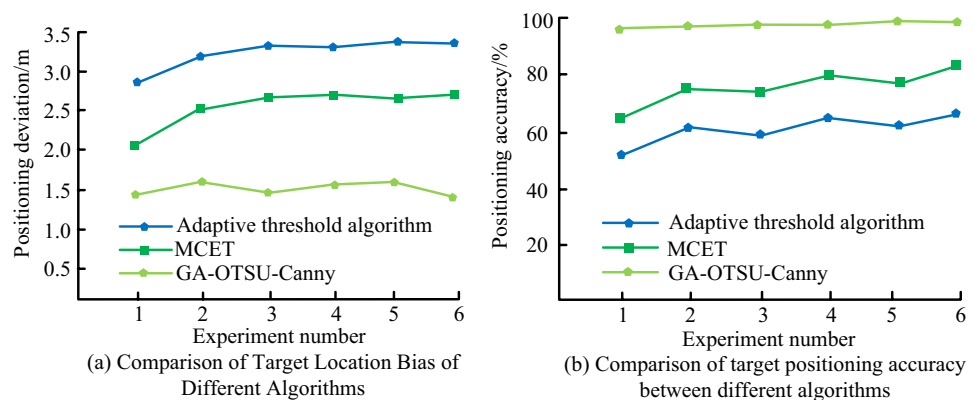 Positioning deviation/m
3.5
3.0
2.5
2.0
1.5
1.0
0.5
Adaptive threshold algorithm
MCET
GA-OTSU-Canny
1 2 3 4 5 6
Experiment number
(a) Comparison of Target Location Bias of
Different Algorithms
Positioning accuracy/%
100
80
60
40
20
Adaptive threshold algorithm
MCET
GA-OTSU-Canny
1 2 3 4 5 6
Experiment number
(b) Comparison of target positioning accuracy
between different algorithms